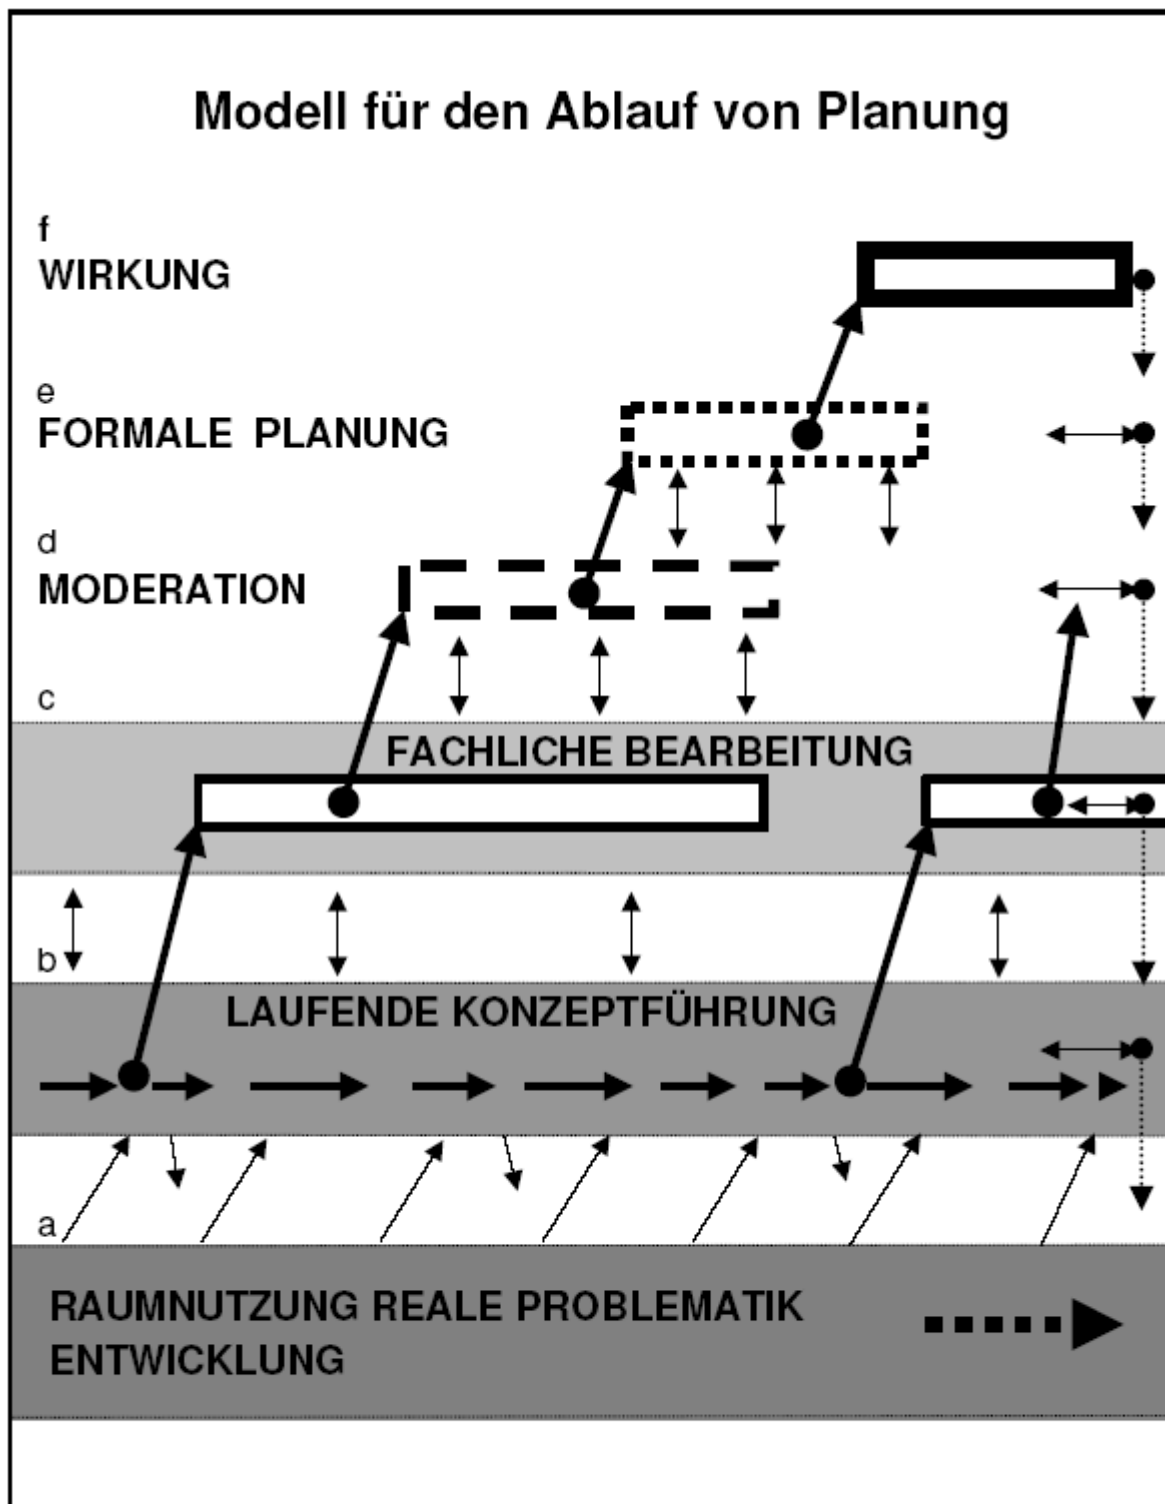 Modell für den Ablauf von Planung
f
WIRKUNG
e
FORMALE PLANUNG
d
MODERATION
c
FACHLICHE BEARBEITUNG
b
LAUFENDE KONZEPTFÜHRUNG
a
RAUMNUTZUNG REALE PROBLEMATIK
ENTWICKLUNG